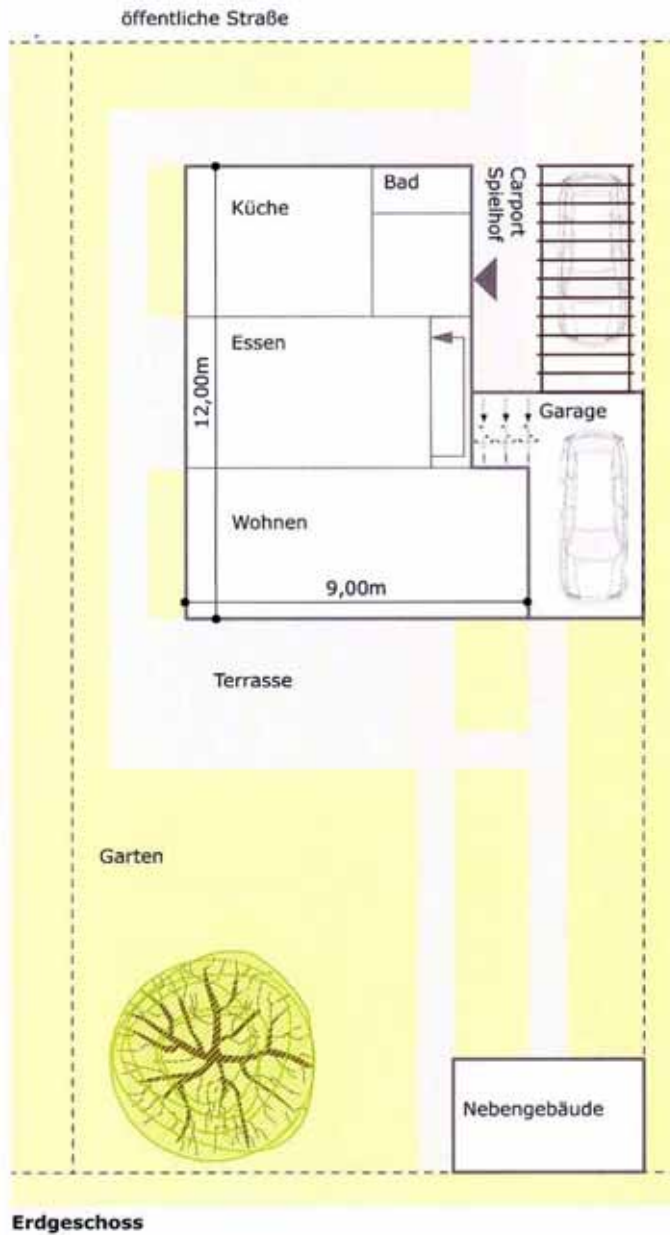 öffentliche Straße
Bad
Küche
Carport
Spielhof
Essen
12,00m
Garage
Wohnen
9,00m
Terrasse
Garten
Nebengebäude
Erdgeschoss